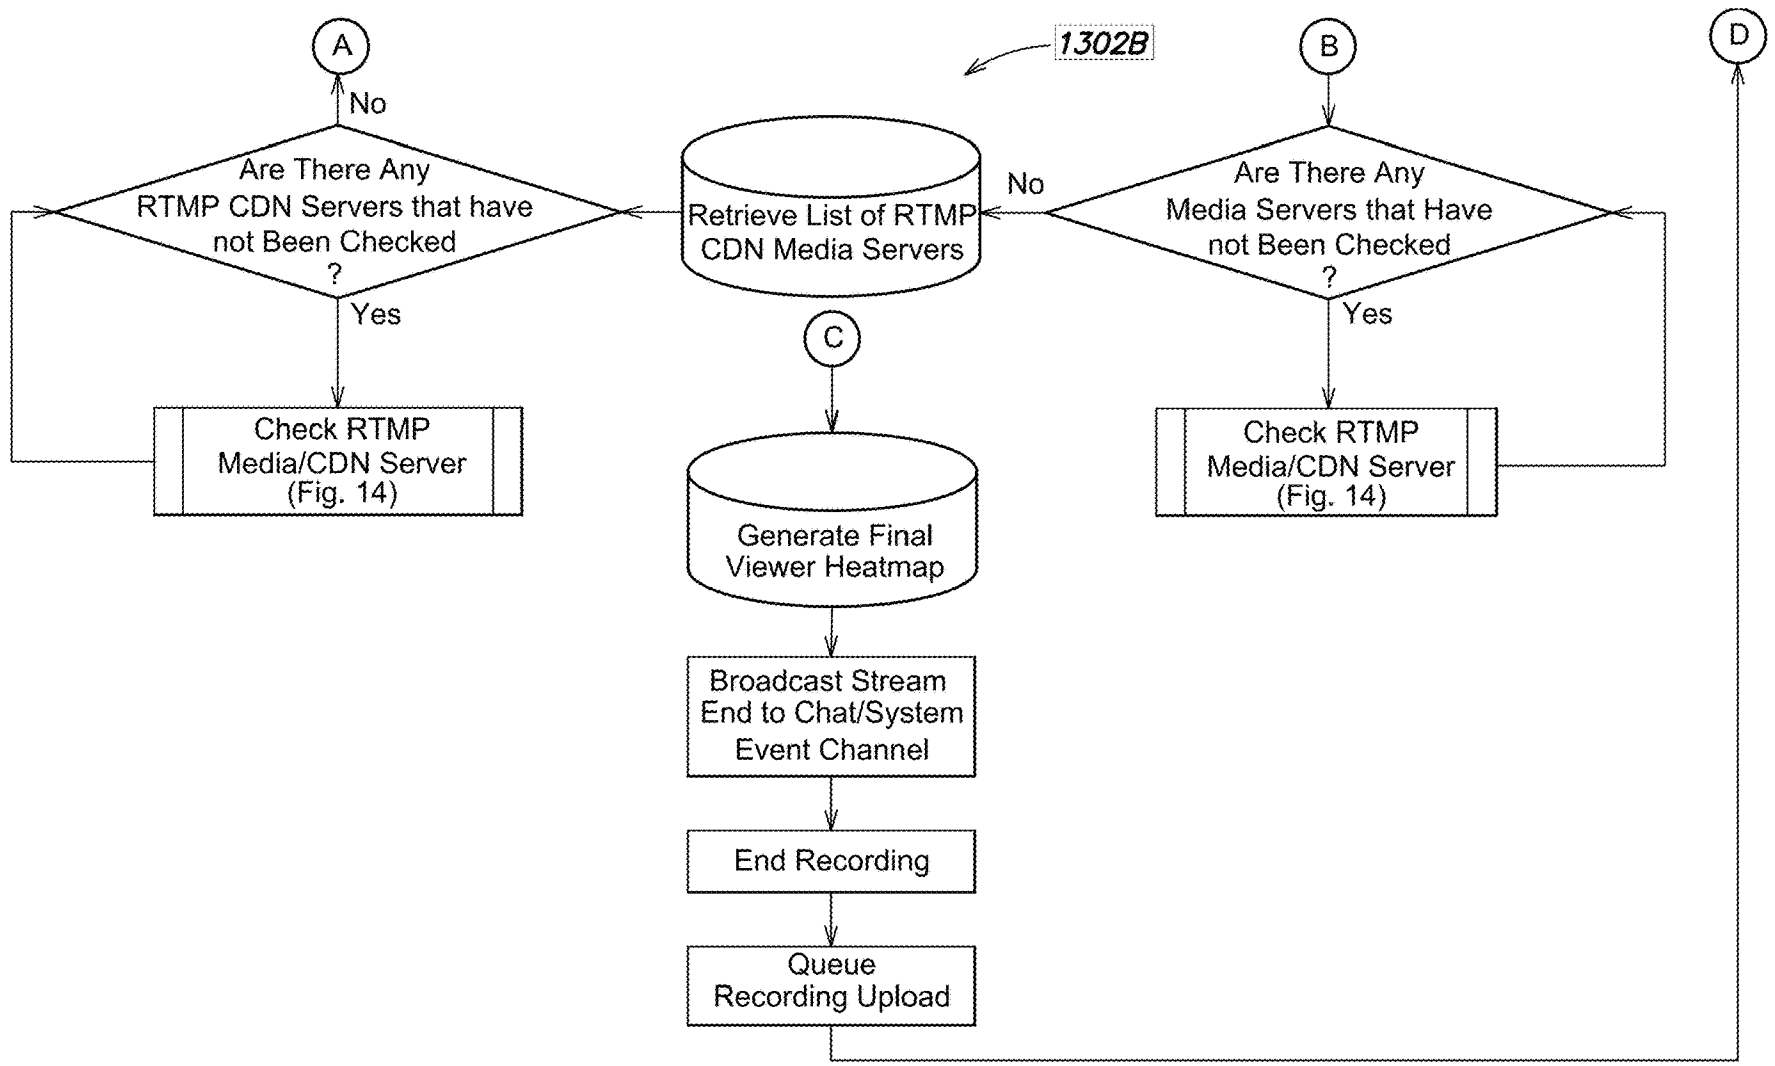 A
1302B
B
D
No
Are There Any
RTMP CDN Servers that have
not Been Checked
?
Yes
Retrieve List of RTMP
CDN Media Servers
No
Are There Any
Media Servers that Have
not Been Checked
?
Yes
C
Check RTMP
Media/CDN Server
(Fig. 14)
Check RTMP
Media/CDN Server
(Fig. 14)
Generate Final
Viewer Heatmap
Broadcast Stream
End to Chat/System
Event Channel
End Recording
Queue
Recording Upload